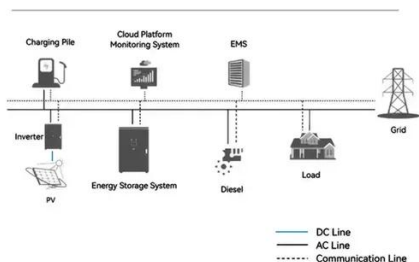 Charging Pile
Cloud Platform
Monitoring System
EMS
Grid
Inverter
PV
Energy Storage System
Diesel
Load
DC Line
AC Line
Communication Line